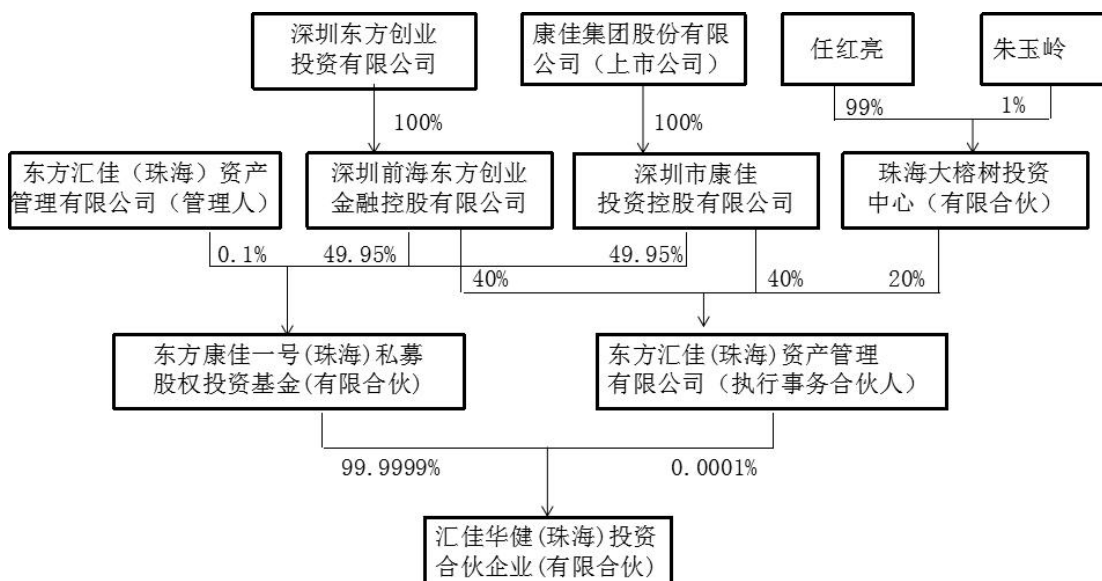 深圳东方创业
投资有限公司
康佳集团股份有限
公司（上市公司）
任红亮
朱玉岭
100%
100%
99%
1%
东方汇佳（珠海）资产
管理有限公司（管理人）
深圳前海东方创业
金融控股有限公司
深圳市康佳
投资控股有限公司
珠海大榕树投资
中心（有限合伙）
0.1%
49.95%
49.95%
40%
40%
20%
东方康佳一号(珠海)私募
股权投资基金(有限合伙)
东方汇佳(珠海)资产管理
有限公司（执行事务合伙人）
99.9999%
0.0001%
汇佳华健(珠海)投资
合伙企业(有限合伙)